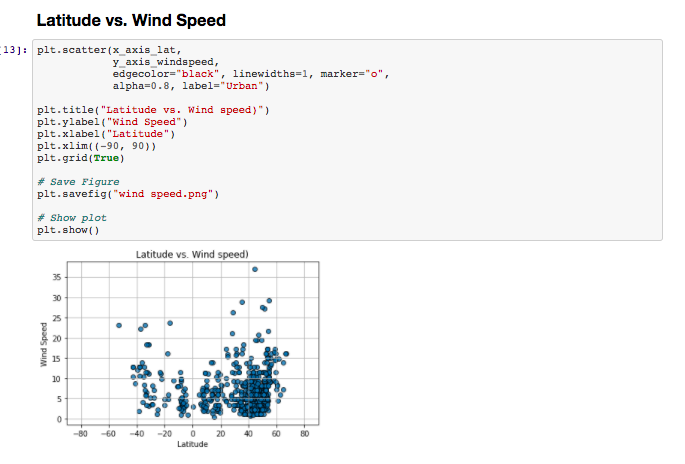 Latitude vs. Wind Speed
13]: plt.scatter(x_axis_lat,
y_axis_windspeed,
edgecolor="black", linewidths=1, marker="o",
alpha=0.8, label="Urban")
plt.title("Latitude vs. Wind speed)")
plt.ylabel("Wind Speed")
plt.xlabel("Latitude")
plt.xlim((-90, 90))
plt.grid(True)
# Save Figure
plt.savefig("wind speed.png")
# Show plot
plt.show()
Latitude vs. Wind speed)
35
30
25
20
15
10
5
0
Wind Speed
−80 −60 −40 −20 0 20 40 60 80
Latitude